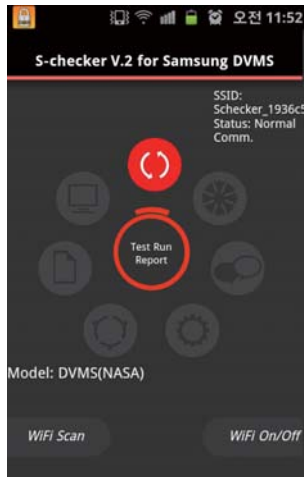 오전 11:52
S-checker V.2 for Samsung DVMS
SSID:
Schecker_1936c5
Status: Normal
Comm.
Test Run
Report
Model: DVMS(NASA)
WiFi Scan
WiFi On/Off